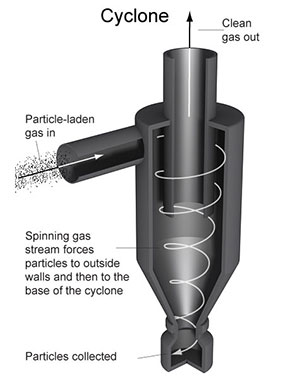 Cyclone
Clean
gas out
Particle-laden
gas in
Spinning gas
stream forces
particles to outside
walls and then to the
base of the cyclone
Particles collected